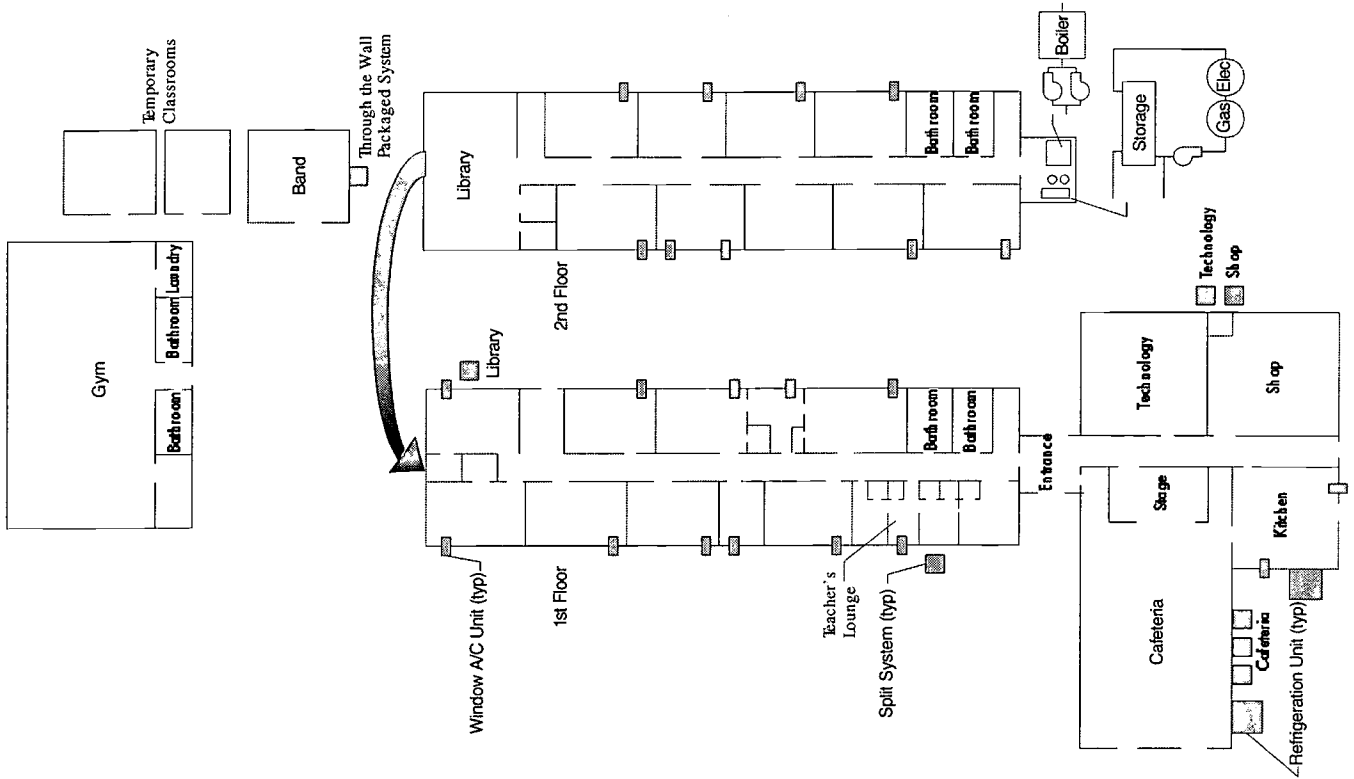 Temporary
Classrooms
Through the Wall
Packaged System
Band
Gym
Bathroom
Laundry
Bathroom
Library
2nd Floor
Bathroom
Bathroom
Boiler
Storage
Gas
Elec
Library
Window A/C Unit (typ)
1st Floor
Teacher's
Lounge
Split System (typ)
Bathroom
Bathroom
Entrance
Technology
Shop
Technology
Shop
Stage
Kitchen
Cafeteria
Cafeteria
Refrigeration Unit (typ)